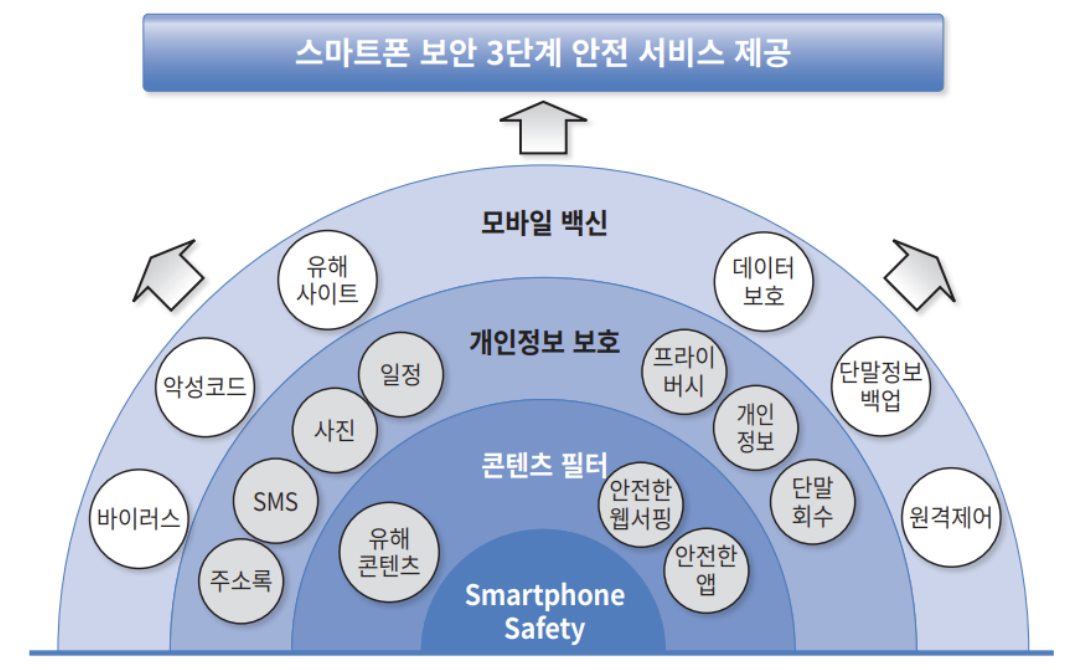 스마트폰 보안 3단계 안전 서비스 제공
모바일 백신
유해
사이트
데이터
보호
악성코드
단말정보
백업
바이러스
원격제어
개인정보 보호
일정
프라이
버시
사진
개인
정보
SMS
단말
회수
주소록
콘텐츠 필터
유해
콘텐츠
안전한
웹서핑
안전한
앱
Smartphone
Safety